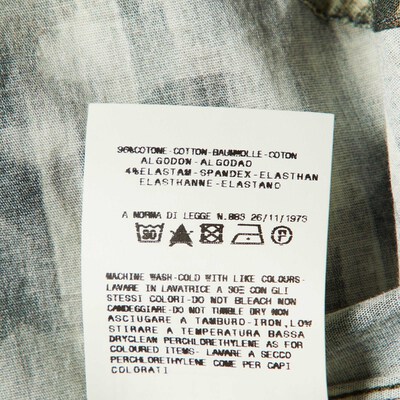 96%COTONE-COTTON-BAUMWOLLE-COTON
ALGODON-ALGODAO
4%ELASTAM-SPANDEX-ELASTHAN
ELASTHANNE-ELASTANO
A NORMA DI LEGGE N.883 26/11/1973
30 P
MACHINE WASH-COLD WITH LIKE COLOURS-
LAVARE IN LAVATRICE A 30E CON GLI
STESSI COLORI-DO NOT BLEACH NON
CANDEGGIARE-DO NOT TUMBLE DRY NON
ASCIUGARE A TAMBURO-IRON,LOW
STIRARE A TEMPERATURA BASSA
DRYCLEAN PERCHLORETHYLENE AS FOR
COLOURED ITEMS- LAVARE A SECCO
PERCHLORETHYLENE COME PER CAPI
COLORATI